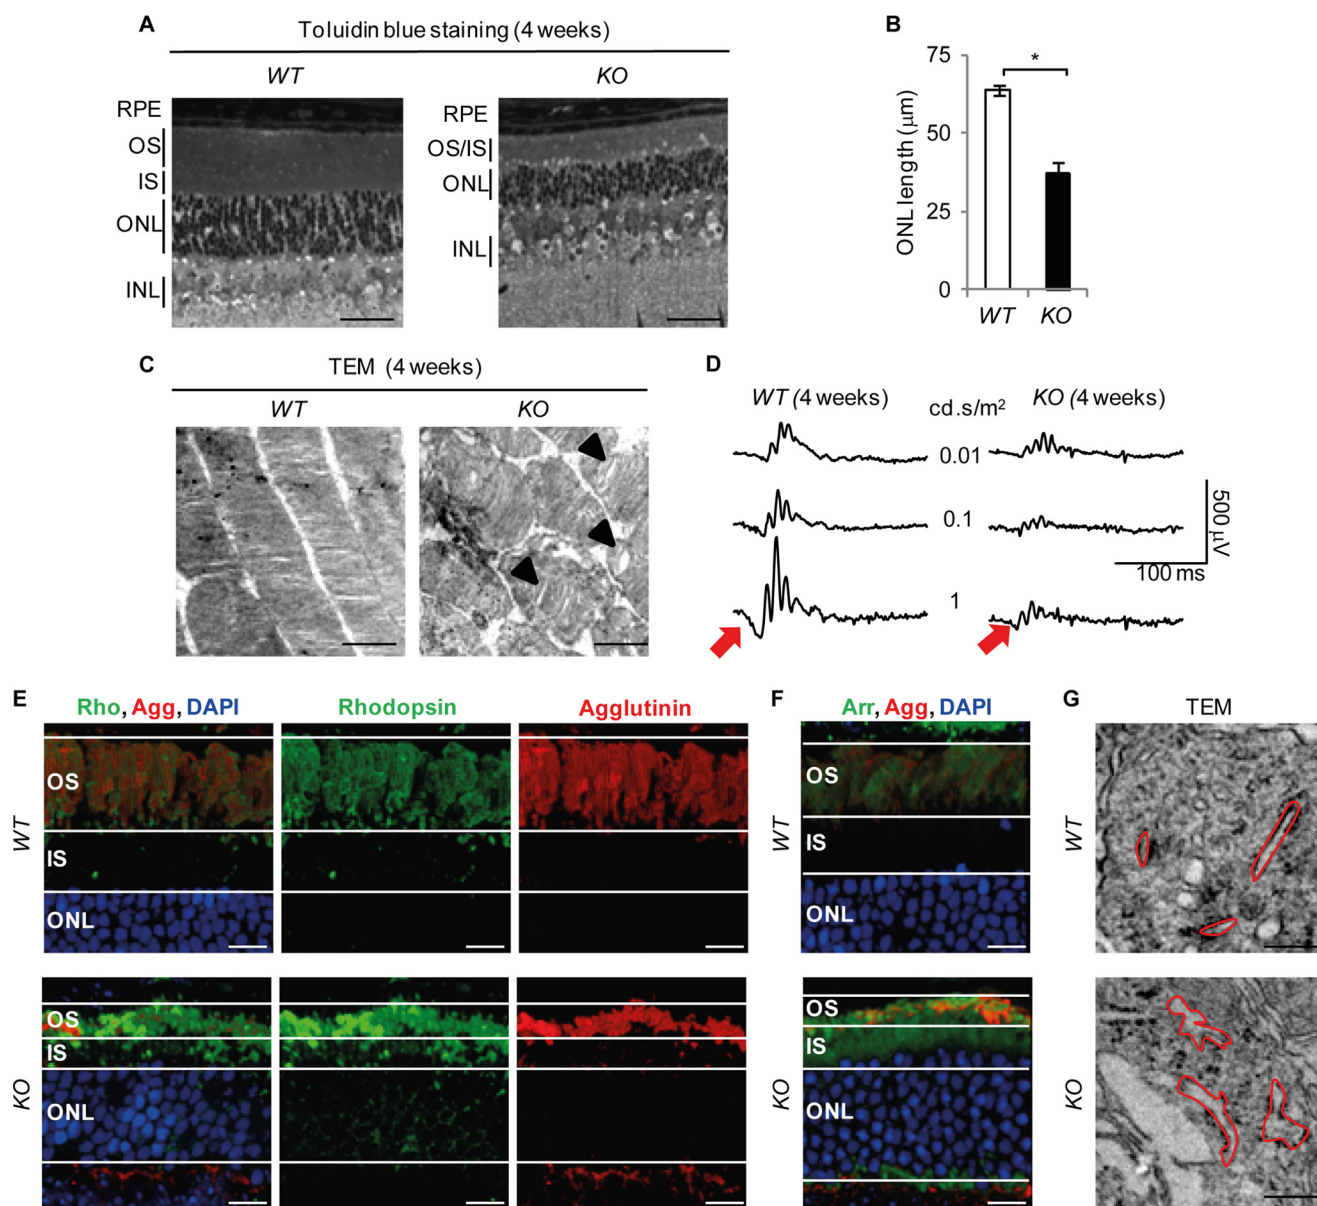 A
Toluidin blue staining (4 weeks)
WT
KO
RPE
OS
IS
ONL
INL
RPE
OS/IS
ONL
INL
B
75
50
25
0
ONL length (μm)
*
WT
KO
C
TEM (4 weeks)
WT
KO
D
WT (4 weeks)
cd.s/m²
KO (4 weeks)
0.01
0.1
1
500 μV
100 ms
E
Rho, Agg, DAPI
Rhodopsin
Agglutinin
WT
OS
IS
ONL
KO
OS
IS
ONL
F
Arr, Agg, DAPI
WT
OS
IS
ONL
KO
OS
IS
ONL
G
TEM
WT
KO